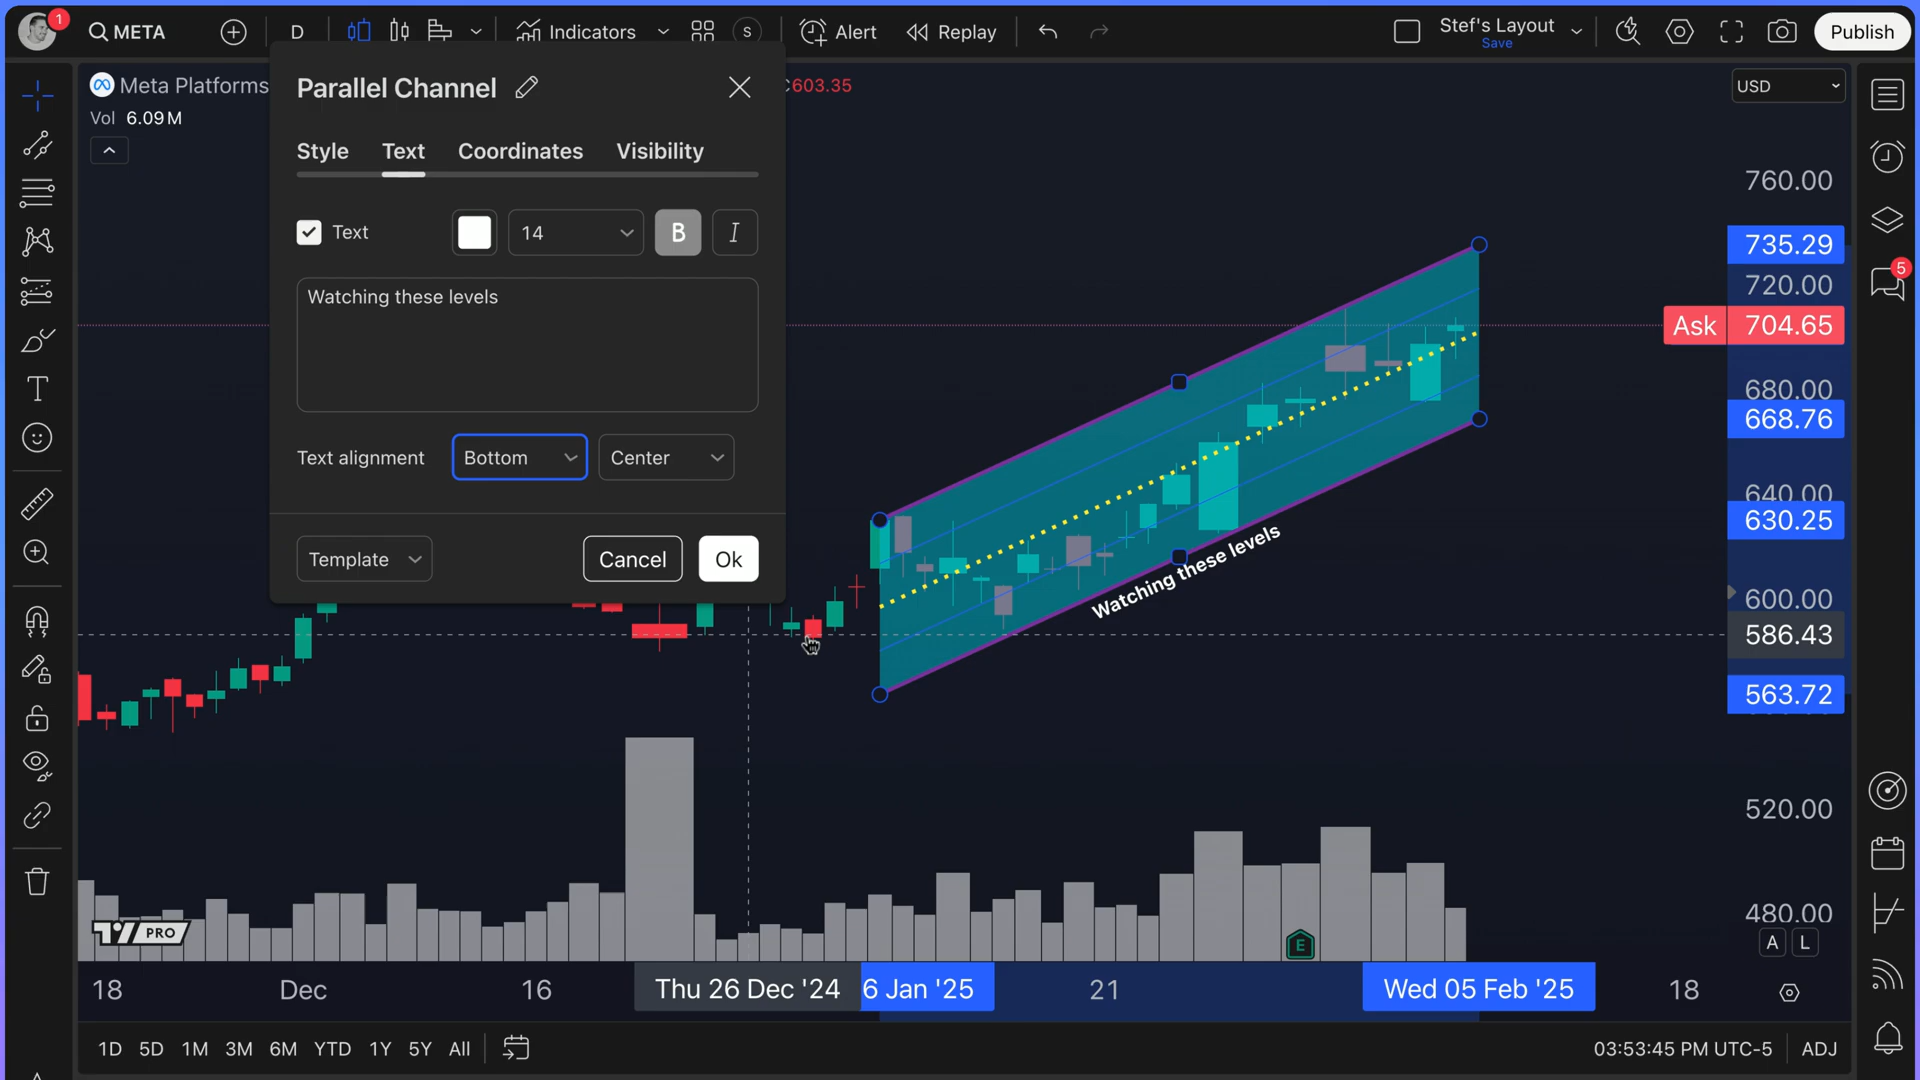 1
META
D
Indicators
S
Alert
Replay
Stef's Layout
Save
Publish
Meta Platforms
C603.35
USD
Vol 6.09M
Parallel Channel
Style Text Coordinates Visibility
Text
14
B
I
Watching these levels
Text alignment
Bottom
Center
Template
Cancel
Ok
Watching these levels
760.00
735.29
720.00
Ask 704.65
680.00
668.76
640.00
630.25
600.00
586.43
563.72
520.00
480.00
A L
5
PRO
E
18
Dec
16
Thu 26 Dec '24
6 Jan '25
21
Wed 05 Feb '25
18
1D 5D 1M 3M 6M YTD 1Y 5Y All
03:53:45 PM UTC-5
ADJ